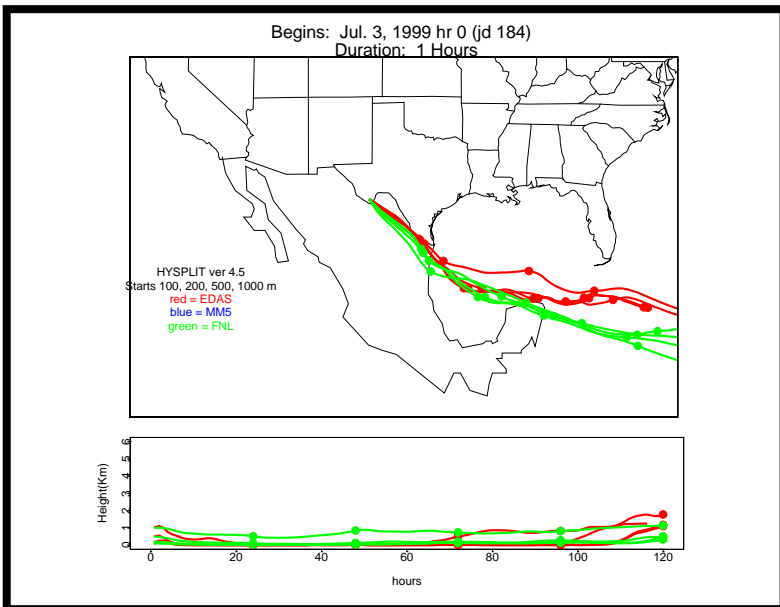 Begins:  Jul. 3, 1999 hr 0 (jd 184)
Duration:  1 Hours
HYSPLIT ver 4.5
Starts 100, 200, 500, 1000 m
red = EDAS
blue = MM5
green = FNL
Height(Km)
6
5
4
3
2
1
0
0 20 40 60 80 100 120
hours